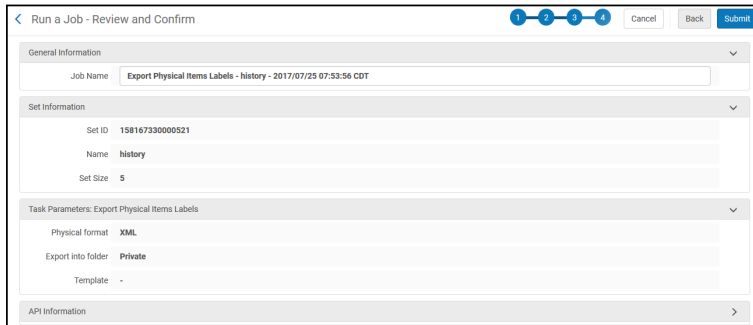 Run a Job - Review and Confirm
1 2 3 4 Cancel Back Submit
General Information
Job Name Export Physical Items Labels - history - 2017/07/25 07:53:56 CDT
Set Information
Set ID 158167330000521
Name history
Set Size 5
Task Parameters: Export Physical Items Labels
Physical format XML
Export into folder Private
Template -
API Information